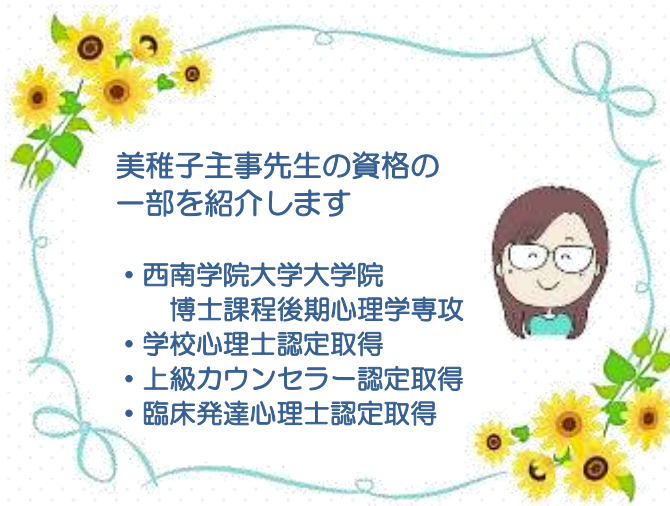 美稚子主事先生の資格の
一部を紹介します
・西南学院大学大学院
博士課程後期心理学専攻
・学校心理士認定取得
・上級カウンセラー認定取得
・臨床発達心理士認定取得